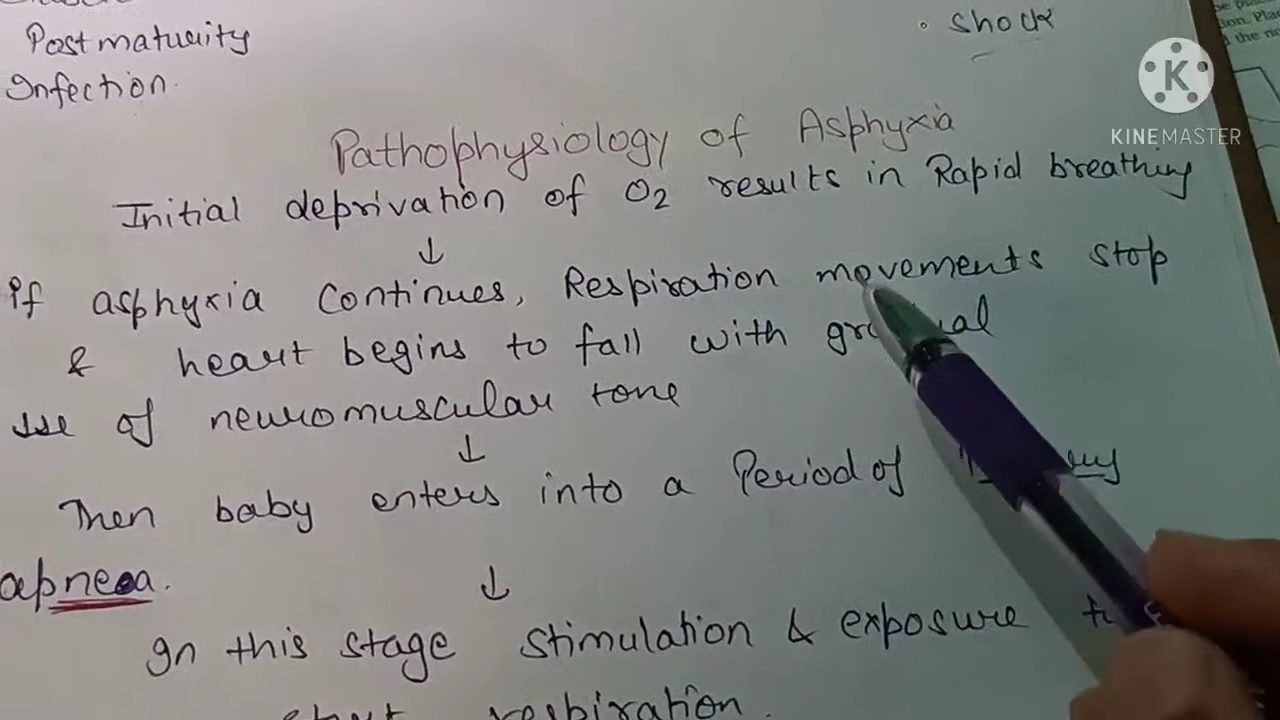 Postmaturity
Infection.
• Shock
Pathophysiology of Asphyxia
Initial deprivation of O2 results in Rapid breathing
↓
If asphyxia continues, Respiration movements stop
& heart begins to fall with
of neuromuscular tone
↓
Then baby enters into a Period of
apnea.
↓
In this stage stimulation & exposure
respiration.
K
KINEMASTER
the